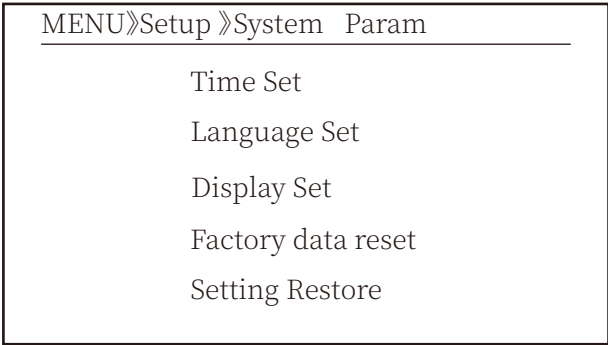 MENU》Setup 》System Param
Time Set
Language Set
Display Set
Factory data reset
Setting Restore